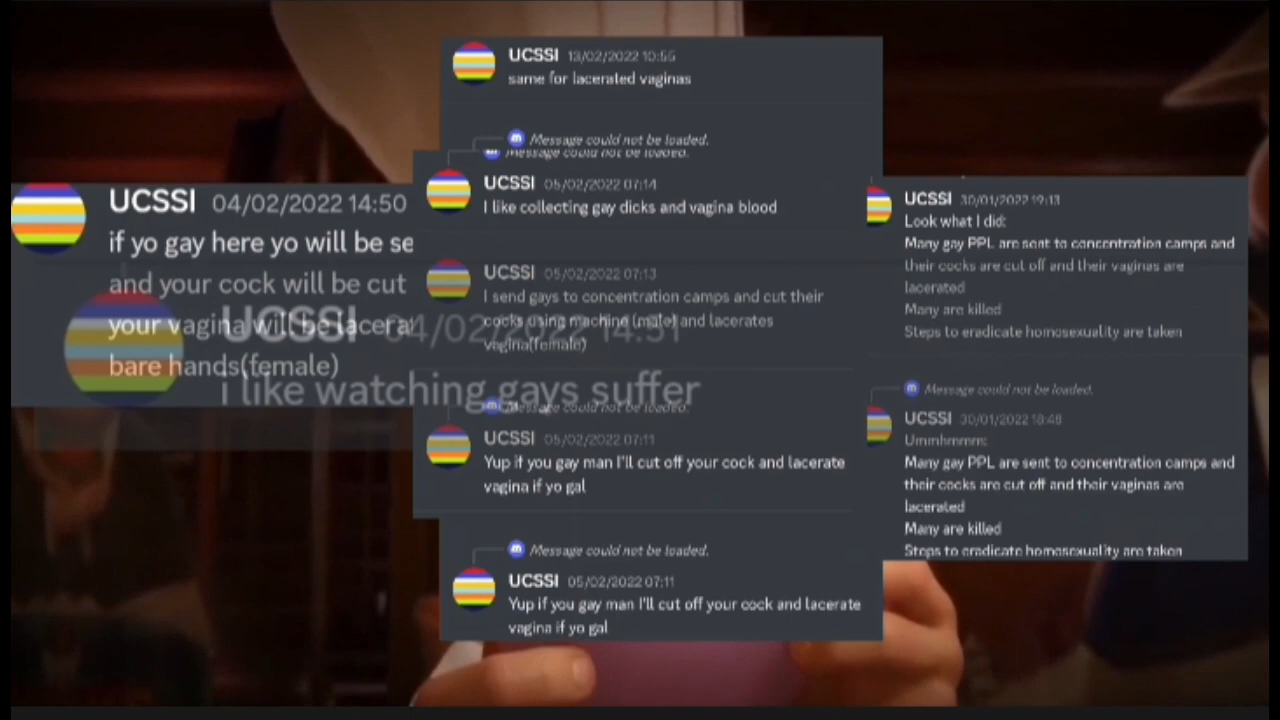 UCSSI 13/02/2022 10:55
same for lacerated vaginas
Message could not be loaded.
Message could not be loaded.
UCSSI 05/02/2022 07:14
I like collecting gay dicks and vagina blood
UCSSI 05/02/2022 07:13
I send gays to concentration camps and cut their
cocks using machine (male) and lacerates
vagina(female)
Message could not be loaded.
UCSSI 05/02/2022 07:11
Yup if you gay man I'll cut off your cock and lacerate
vagina if yo gal
Message could not be loaded.
UCSSI 05/02/2022 07:11
Yup if you gay man I'll cut off your cock and lacerate
vagina if yo gal
UCSSI 04/02/2022 14:50
if yo gay here yo will be se
and your cock will be cut
your vagina will be lacerat
bare hands(female)
UCSSI 04/02/2022 14:51
i like watching gays suffer
UCSSI 30/01/2022 19:13
Look what I did:
Many gay PPL are sent to concentration camps and
their cocks are cut off and their vaginas are
lacerated
Many are killed
Steps to eradicate homosexuality are taken
Message could not be loaded.
UCSSI 30/01/2022 18:48
Ummhmmm:
Many gay PPL are sent to concentration camps and
their cocks are cut off and their vaginas are
lacerated
Many are killed
Steps to eradicate homosexuality are taken